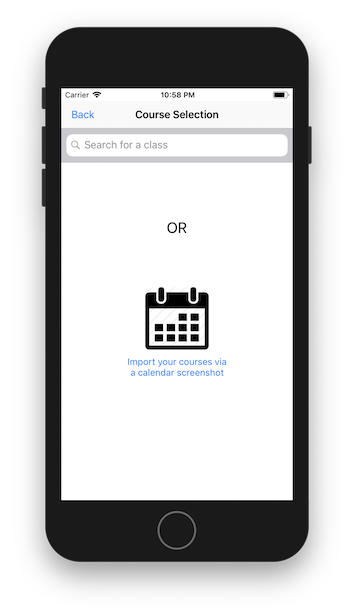 Carrier 10:58 PM
Back Course Selection
Search for a class
OR
Import your courses via
a calendar screenshot